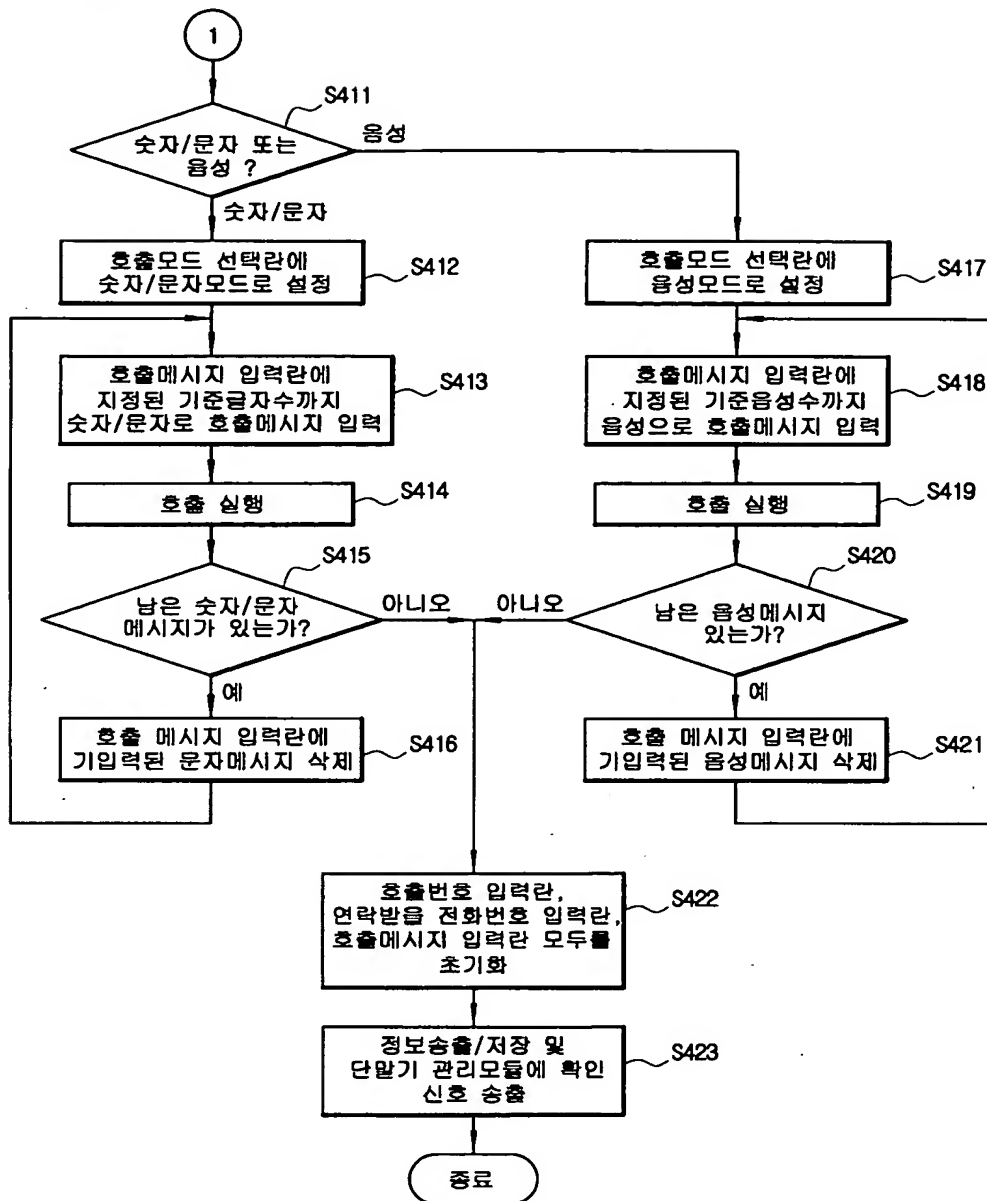 1
S411
숫자/문자 또는
음성 ?
음성
숫자/문자
호출모드 선택란에
숫자/문자모드로 설정
S412
호출모드 선택란에
음성모드로 설정
S417
호출메시지 입력란에
지정된 기준글자수까지
숫자/문자로 호출메시지 입력
S413
호출메시지 입력란에
지정된 기준음성수까지
음성으로 호출메시지 입력
S418
호출 실행
S414
호출 실행
S419
S415
남은 숫자/문자
메시지가 있는가?
아니오
아니오
S420
남은 음성메시지
있는가?
예
예
호출 메시지 입력란에
기입력된 문자메시지 삭제
S416
호출 메시지 입력란에
기입력된 음성메시지 삭제
S421
호출번호 입력란,
연락받을 전화번호 입력란,
호출메시지 입력란 모두를
초기화
S422
정보송출/저장 및
단말기 관리모듈에 확인
신호 송출
S423
종료